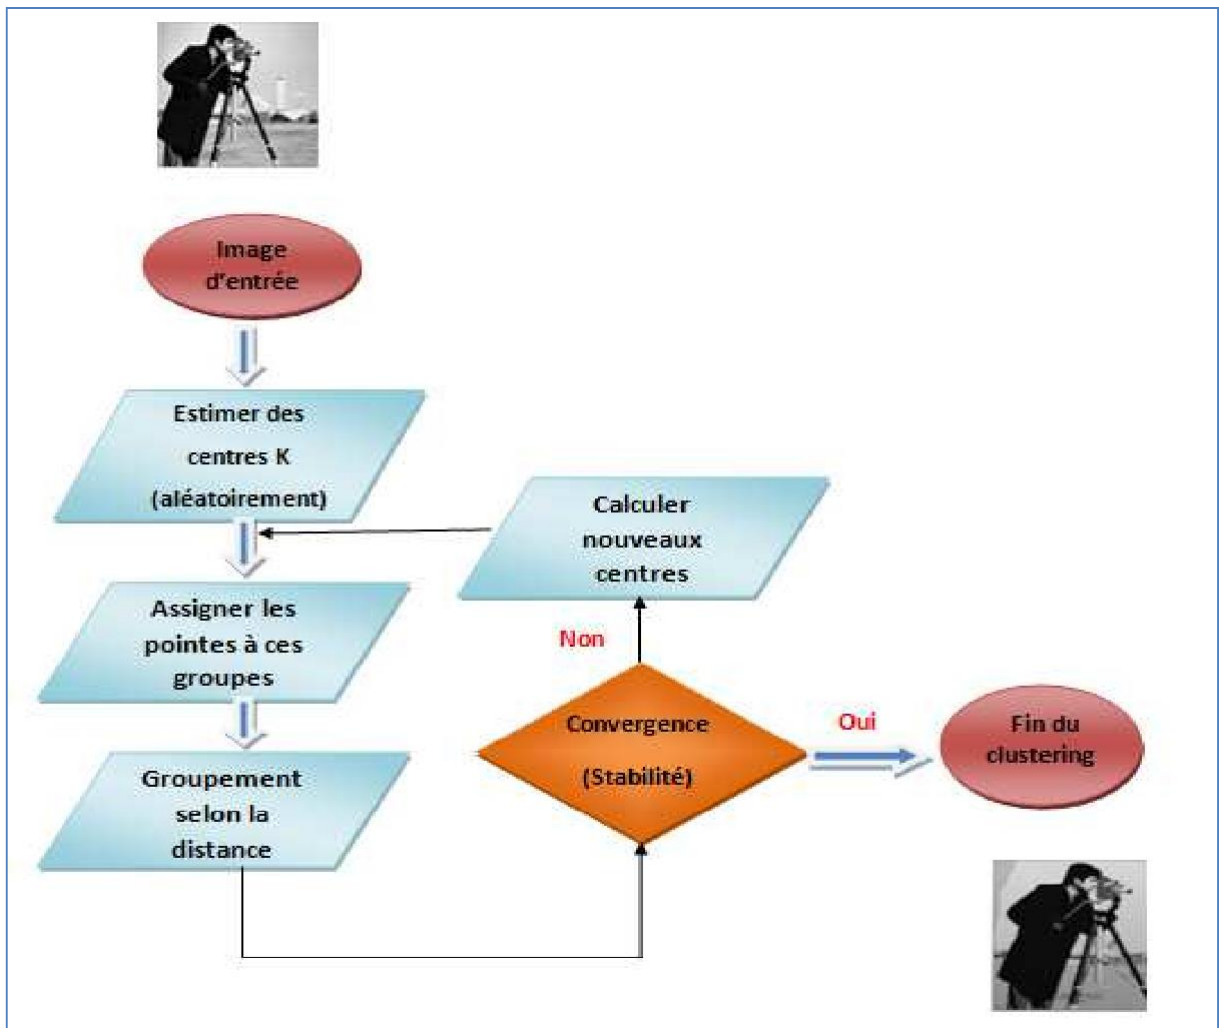 Image
d'entrée
Estimer des
centres K
(aléatoirement)
Calculer
nouveaux
centres
Assigner les
pointes à ces
groupes
Non
Convergence
(Stabilité)
Oui
Fin du
clustering
Groupement
selon la
distance